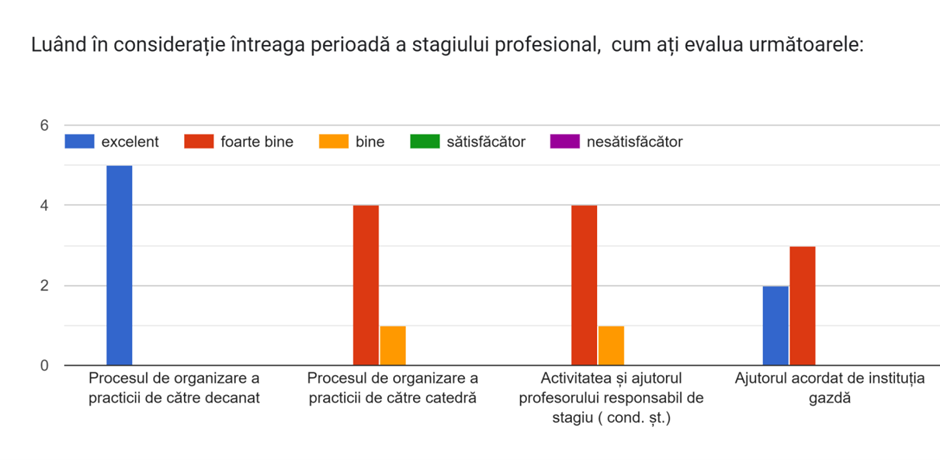 Luând în considerație întreaga perioadă a stagiului profesional,  cum ați evalua următoarele:
6
excelent foarte bine bine sătisfăcător nesătisfăcător
4
2
0
Procesul de organizare a
practicii de către decanat
Procesul de organizare a
practicii de către catedră
Activitatea și ajutorul
profesorului responsabil de
stagiu ( cond. șt.)
Ajutorul acordat de instituția
gazdă